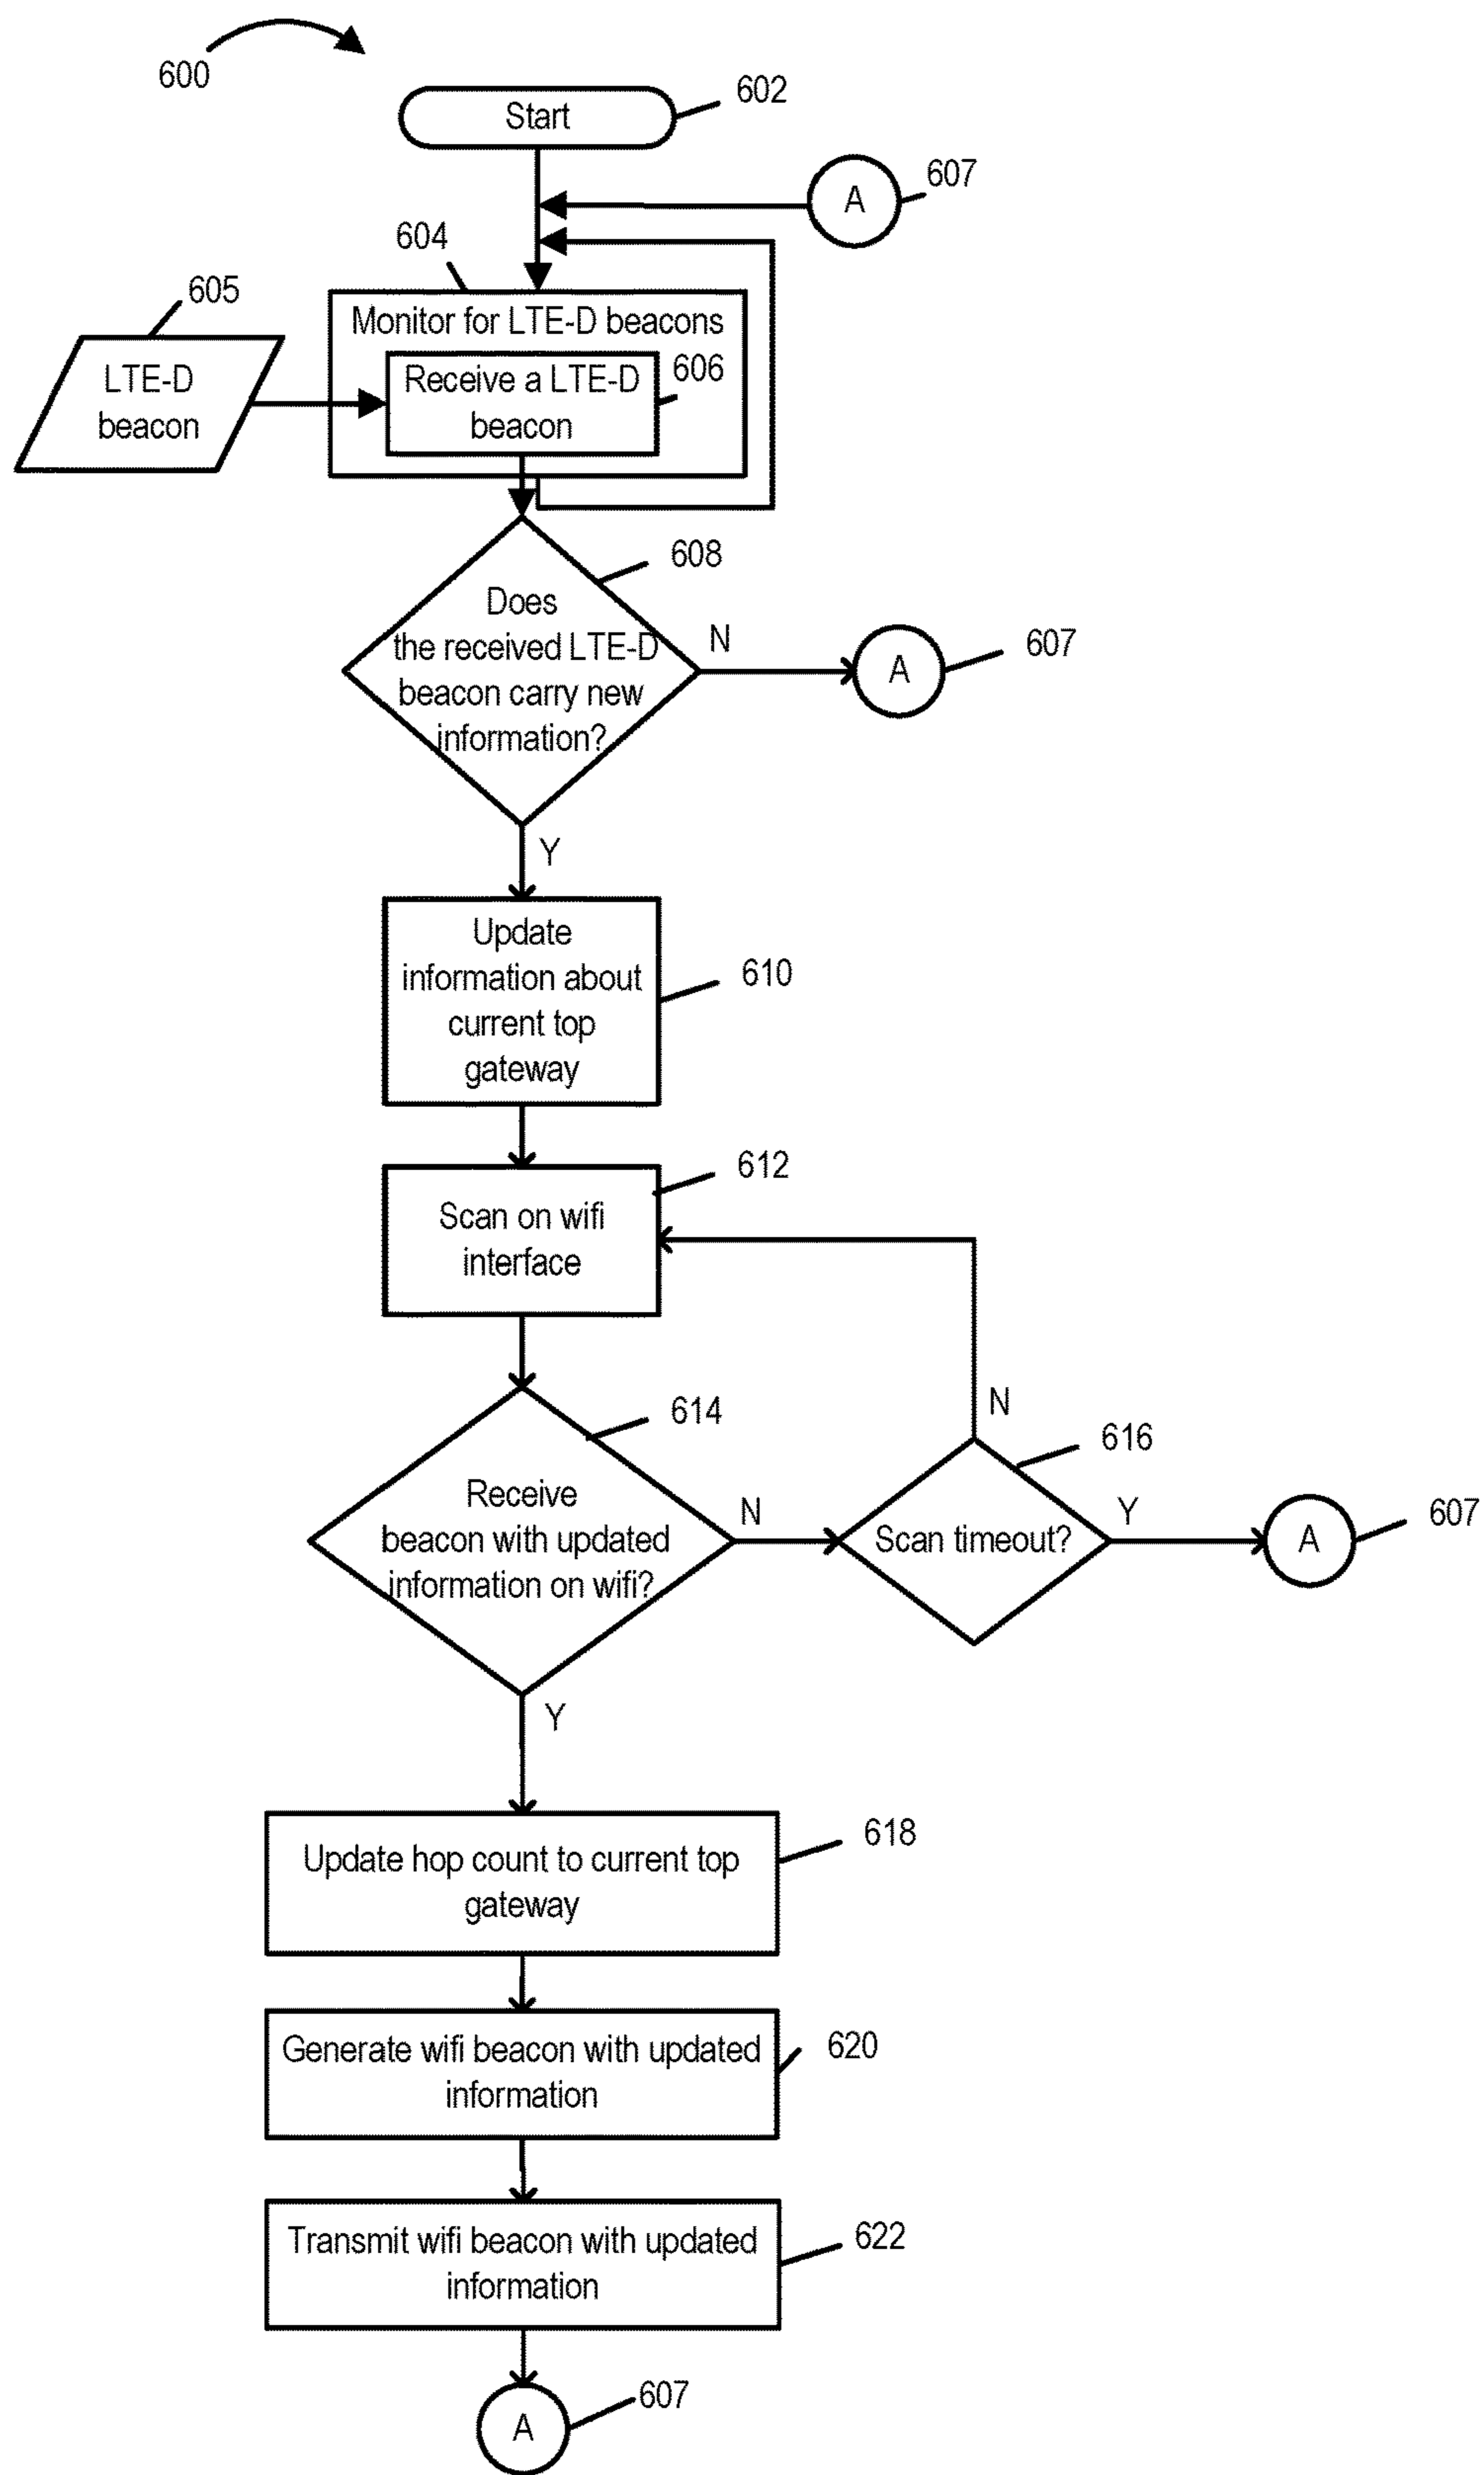 600
Start
602
A
607
604
605
Monitor for LTE-D beacons
LTE-D
beacon
Receive a LTE-D
beacon
606
608
Does
the received LTE-D
beacon carry new
information?
N
A
607
Y
Update
information about
current top
gateway
610
612
Scan on wifi
interface
614
Receive
beacon with updated
information on wifi?
N
N
616
Scan timeout?
Y
A
607
Y
Update hop count to current top
gateway
618
Generate wifi beacon with updated
information
620
Transmit wifi beacon with updated
information
622
A
607